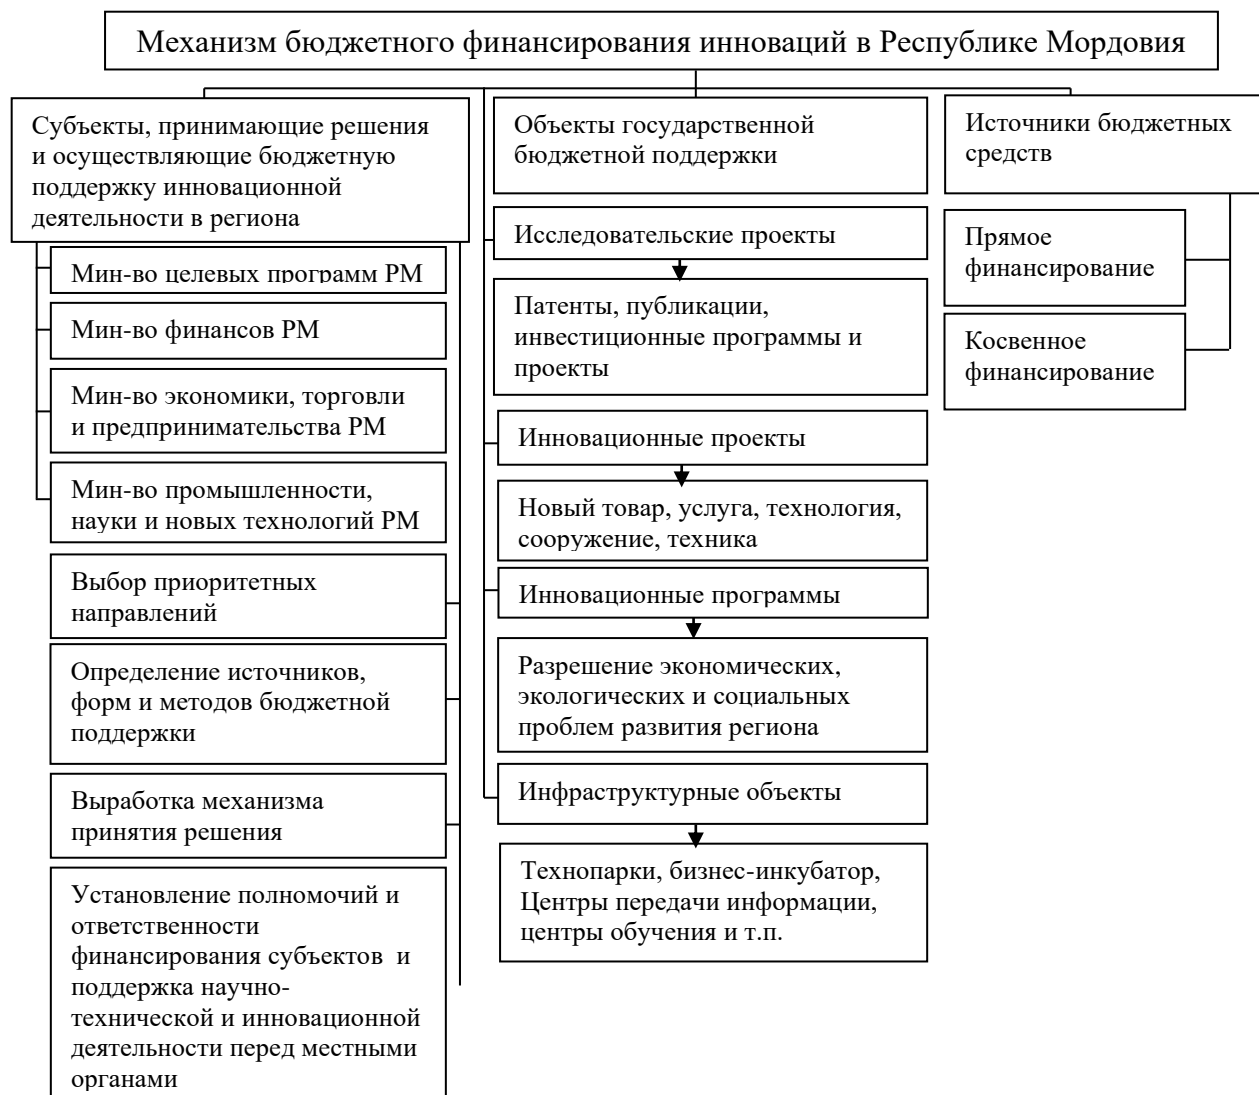 Механизм бюджетного финансирования инноваций в Республике Мордовия
Субъекты, принимающие решения
и осуществляющие бюджетную
поддержку инновационной
деятельности в региона
Мин-во целевых программ РМ
Мин-во финансов РМ
Мин-во экономики, торговли
и предпринимательства РМ
Мин-во промышленности,
науки и новых технологий РМ
Выбор приоритетных
направлений
Определение источников,
форм и методов бюджетной
поддержки
Выработка механизма
принятия решения
Установление полномочий и
ответственности
финансирования субъектов и
поддержка научно-
технической и инновационной
деятельности перед местными
органами
Объекты государственной
бюджетной поддержки
Исследовательские проекты
Патенты, публикации,
инвестиционные программы и
проекты
Инновационные проекты
Новый товар, услуга, технология,
сооружение, техника
Инновационные программы
Разрешение экономических,
экологических и социальных
проблем развития региона
Инфраструктурные объекты
Технопарки, бизнес-инкубатор,
Центры передачи информации,
центры обучения и т.п.
Источники бюджетных
средств
Прямое
финансирование
Косвенное
финансирование